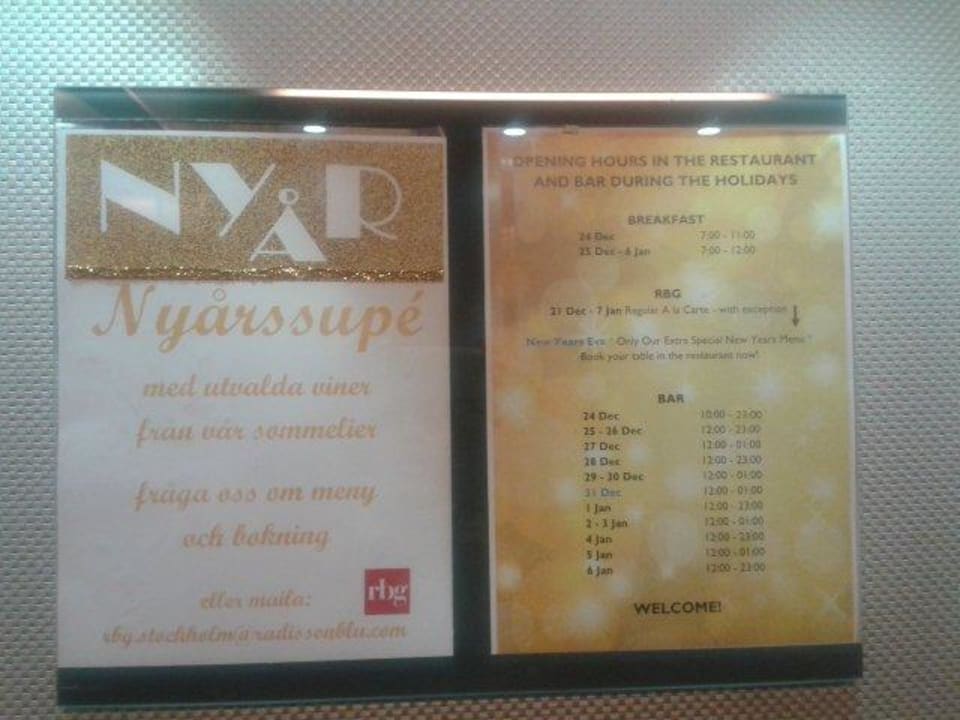 NYÅR
Nyårssupé
med utvalda viner
från vår sommelier
fråga oss om meny
och bokning
eller maila:
rbg.stockholm@radissonblu.com
rbg
OPENING HOURS IN THE RESTAURANT
AND BAR DURING THE HOLIDAYS
BREAKFAST
24 Dec 7:00 - 11:00
25 Dec - 6 Jan 7:00 - 12:00
RBG
21 Dec - 7 Jan Regular A la Carte - with exception ↓
New Years Eve " Only Our Extra Special New Years Menu "
Book your table in the restaurant now!
BAR
24 Dec 10:00 - 23:00
25 - 26 Dec 12:00 - 23:00
27 Dec 12:00 - 01:00
28 Dec 12:00 - 23:00
29 - 30 Dec 12:00 - 01:00
31 Dec 12:00 - 01:00
1 Jan 12:00 - 23:00
2 - 3 Jan 12:00 - 01:00
4 Jan 12:00 - 23:00
5 Jan 12:00 - 01:00
6 Jan 12:00 - 23:00
WELCOME!